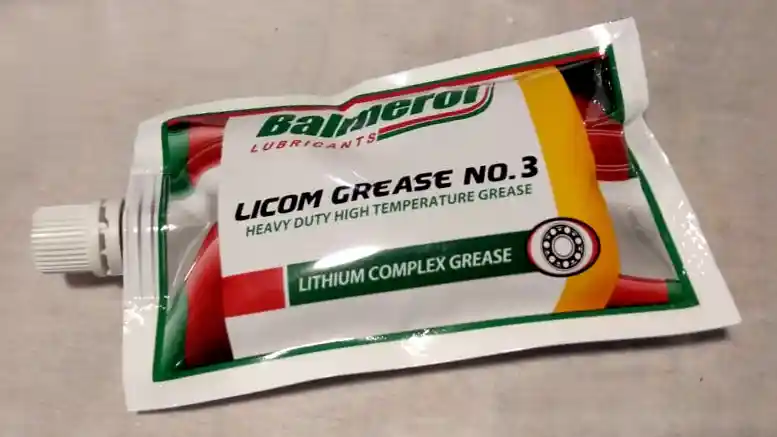 Balmerol
LUBRICANTS
LICOM GREASE NO.3
HEAVY DUTY HIGH TEMPERATURE GREASE
LITHIUM COMPLEX GREASE